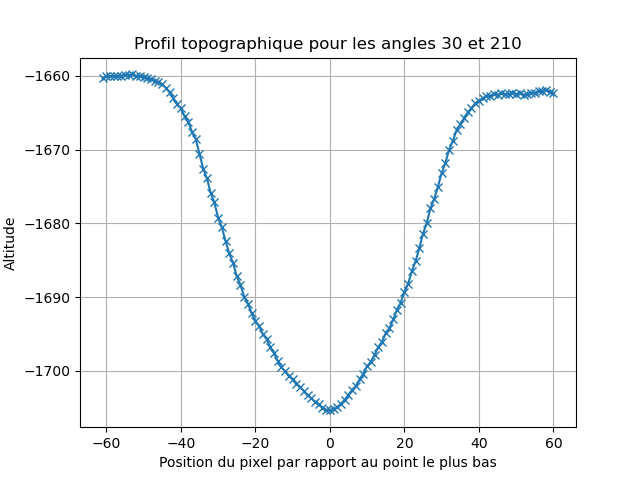 Profil topographique pour les angles 30 et 210
−1660
−1670
−1680
−1690
−1700
Altitude
−60 −40 −20 0 20 40 60
Position du pixel par rapport au point le plus bas